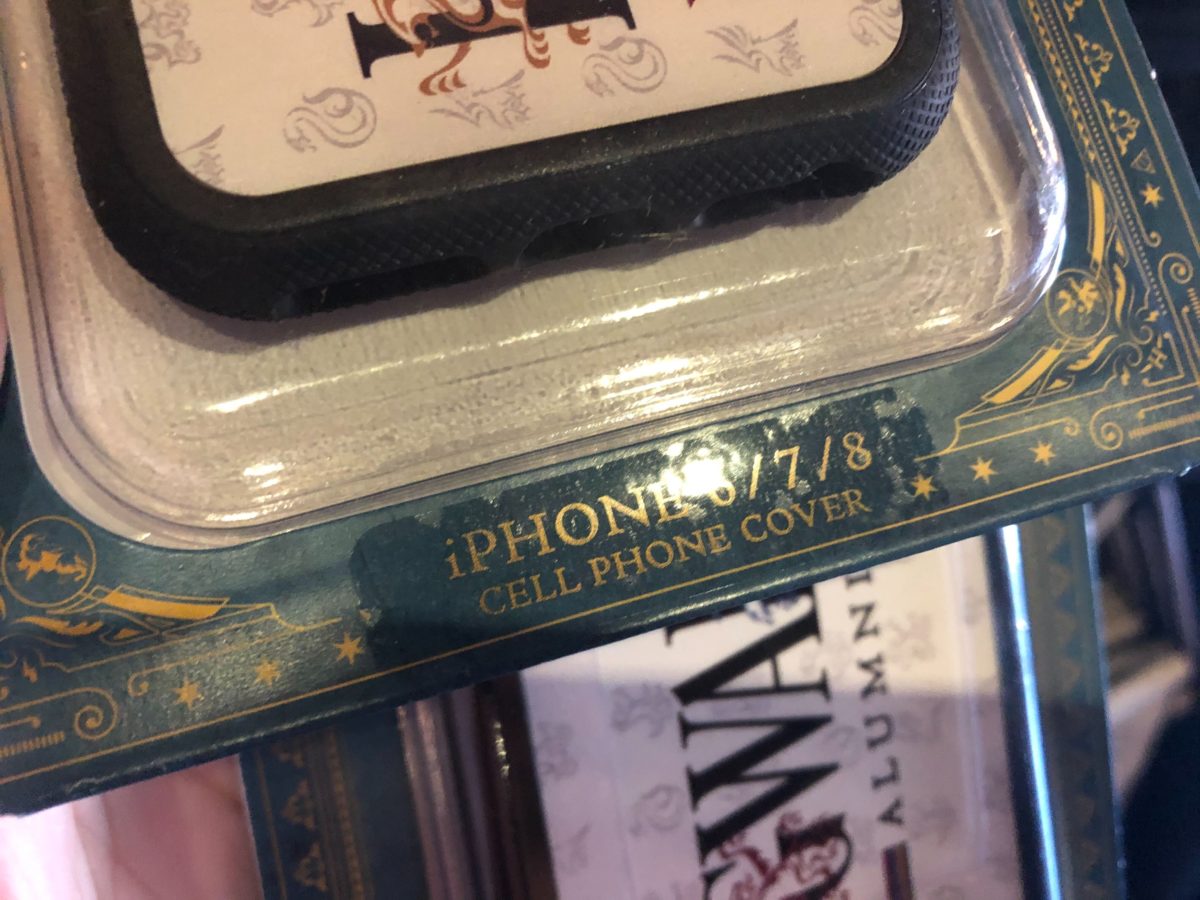 iPHONE 6/7/8
CELL PHONE COVER
ALUMNI